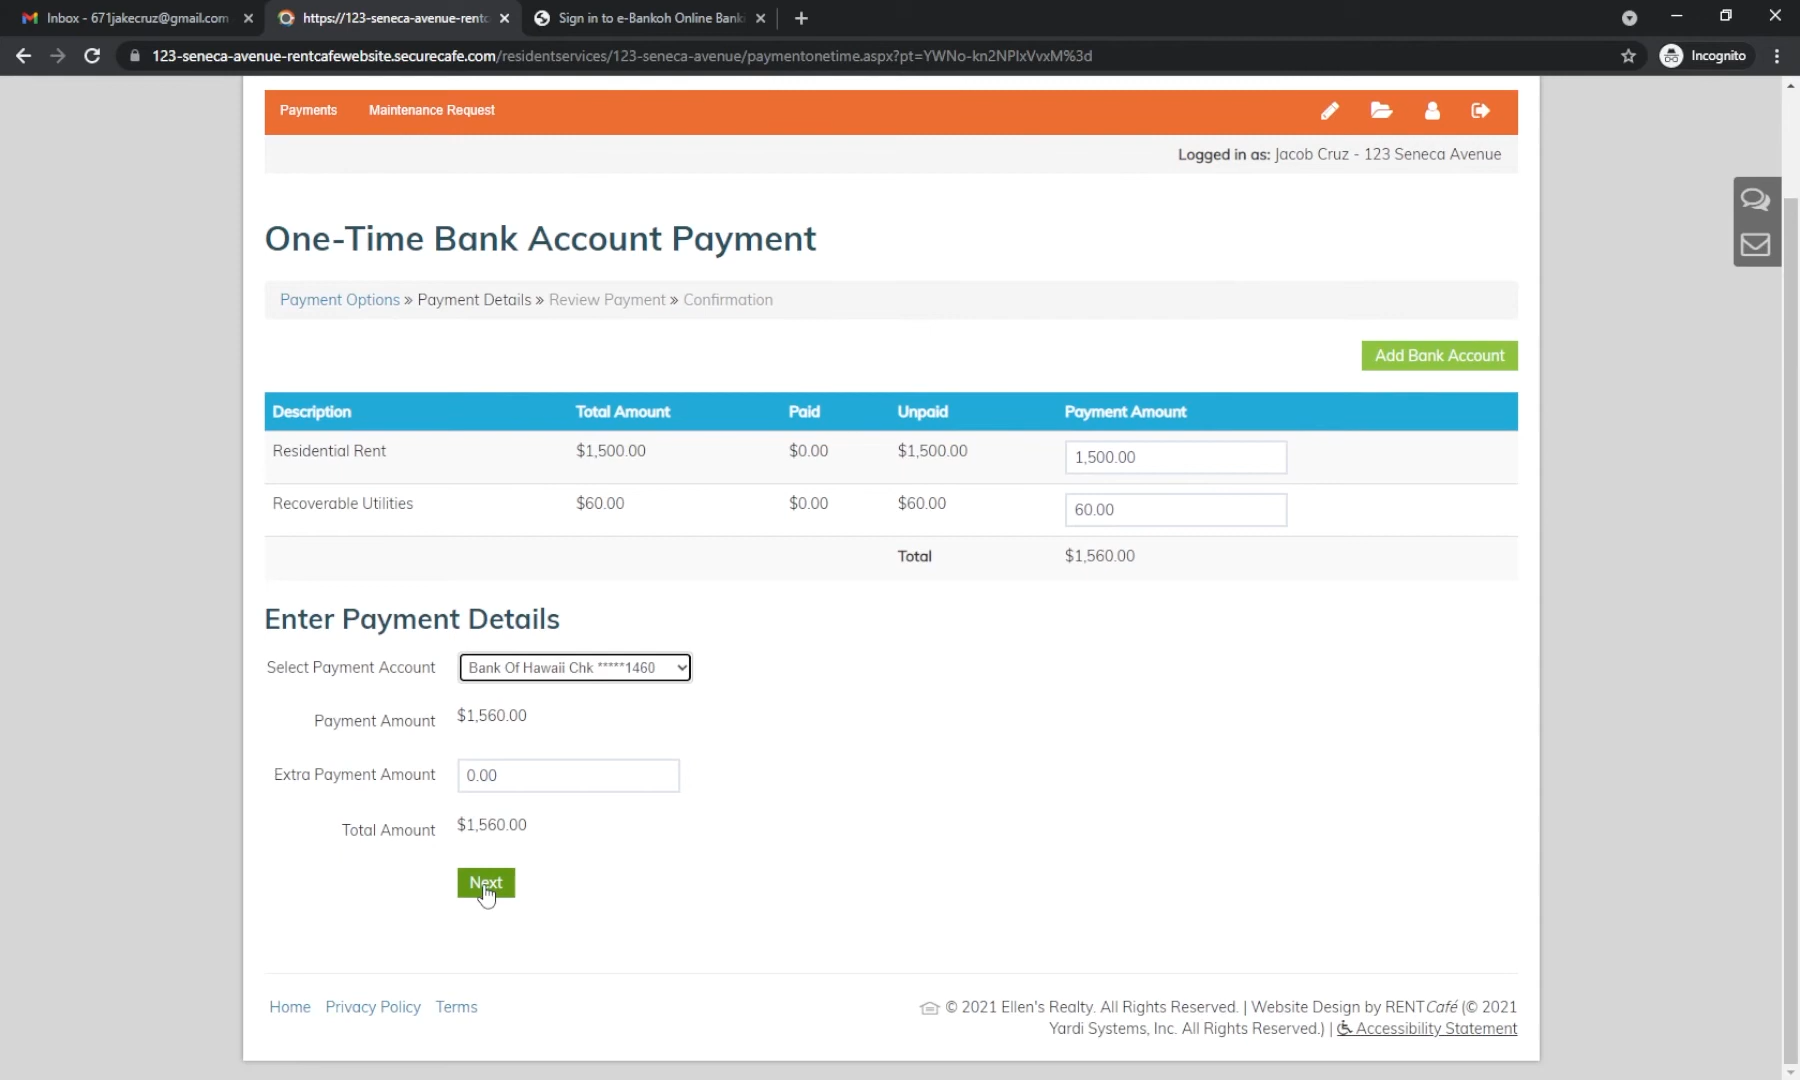 Inbox - 671jakecruz@gmail.com
https://123-seneca-avenue-rentc
Sign in to e-Bankoh Online Bank
123-seneca-avenue-rentcafewebsite.securecafe.com/residentservices/123-seneca-avenue/paymentonetime.aspx?pt=YWNo-kn2NPIxVvxM%3d
Incognito
Payments Maintenance Request
Logged in as: Jacob Cruz - 123 Seneca Avenue
One-Time Bank Account Payment
Payment Options » Payment Details » Review Payment » Confirmation
Add Bank Account
Description Total Amount Paid Unpaid Payment Amount
Residential Rent $1,500.00 $0.00 $1,500.00 1,500.00
Recoverable Utilities $60.00 $0.00 $60.00 60.00
Total $1,560.00
Enter Payment Details
Select Payment Account Bank Of Hawaii Chk *****1460
Payment Amount $1,560.00
Extra Payment Amount 0.00
Total Amount $1,560.00
Next
Home Privacy Policy Terms
© 2021 Ellen's Realty. All Rights Reserved. | Website Design by RENTCafé (© 2021
Yardi Systems, Inc. All Rights Reserved.) | Accessibility Statement